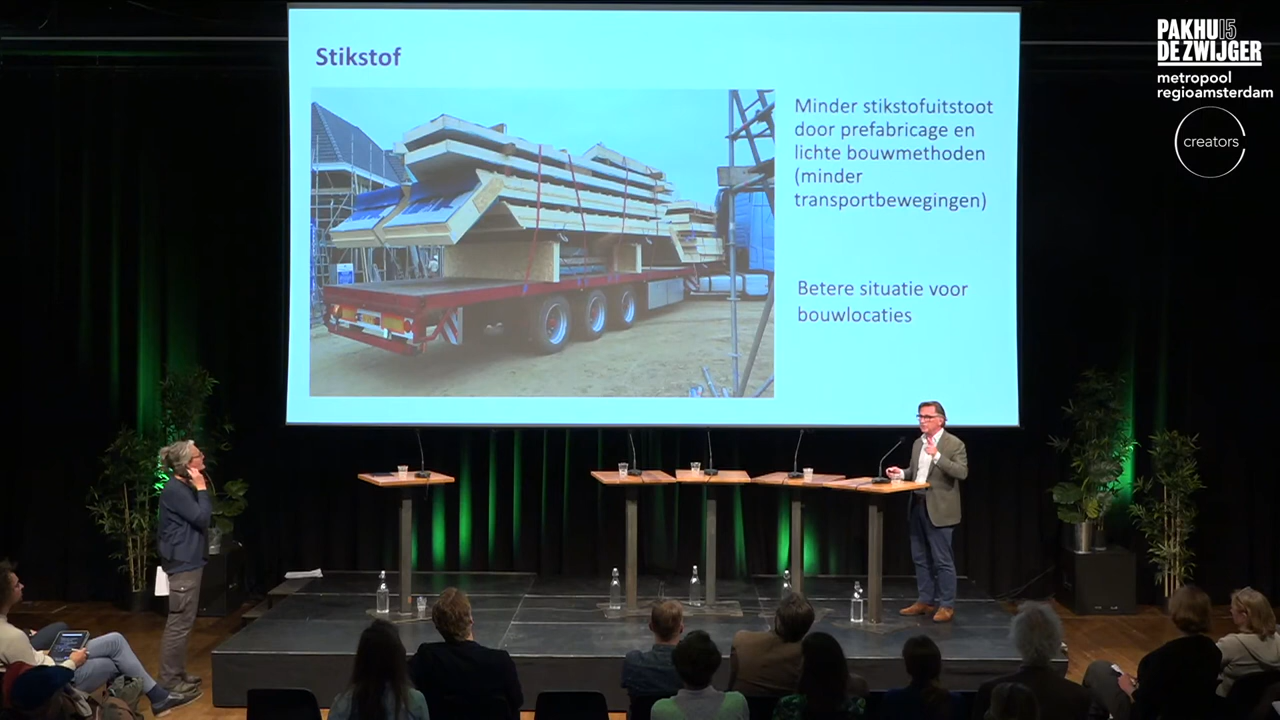 Stikstof
Minder stikstofuitstoot
door prefabricage en
lichte bouwmethoden
(minder
transportbewegingen)
Betere situatie voor
bouwlocaties
PAKHU15
DE ZWIJGER
metropool
regioamsterdam
creators